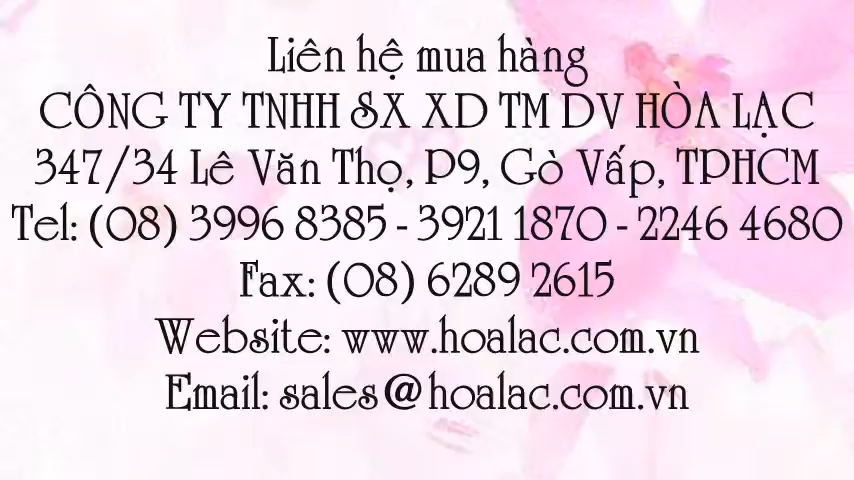 Liên hệ mua hàng
CÔNG TY TNHH SX XD TM DV HÒA LẠC
347/34 Lê Văn Thọ, P9, Gò Vấp, TPHCM
Tel: (08) 3996 8385 - 3921 1870 - 2246 4680
Fax: (08) 6289 2615
Website: www.hoalac.com.vn
Email: sales@hoalac.com.vn